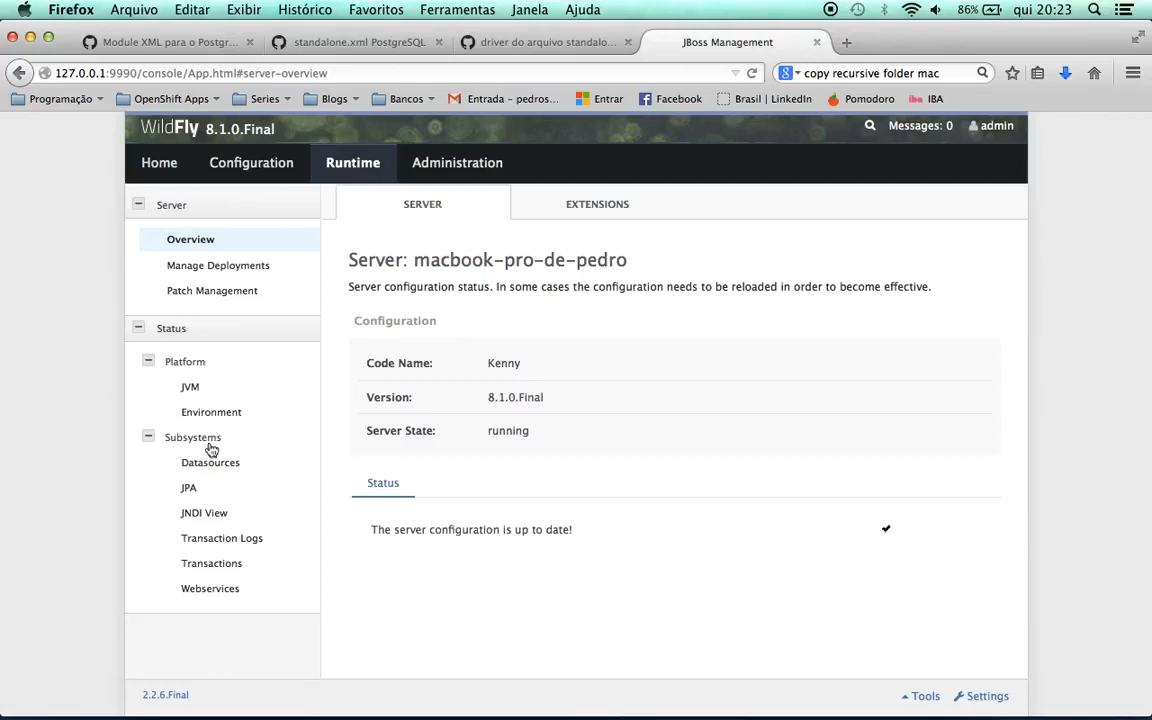 Firefox Arquivo Editar Exibir Histórico Favoritos Ferramentas Janela Ajuda 86% qui 20:23
Module XML para o Postgr... standalone.xml PostgreSQL driver do arquivo standalo... JBoss Management
127.0.0.1:9990/console/App.html#server-overview copy recursive folder mac
Programação OpenShift Apps Series Blogs Bancos Entrada - pedros... Entrar Facebook Brasil | LinkedIn Pomodoro IBA
WildFly 8.1.0.Final Messages: 0 admin
Home Configuration Runtime Administration
Server
SERVER EXTENSIONS
Overview
Manage Deployments
Patch Management
Status
Platform
JVM
Environment
Subsystems
Datasources
JPA
JNDI View
Transaction Logs
Transactions
Webservices
Server: macbook-pro-de-pedro
Server configuration status. In some cases the configuration needs to be reloaded in order to become effective.
Configuration
Code Name: Kenny
Version: 8.1.0.Final
Server State: running
Status
The server configuration is up to date!
2.2.6.Final Tools Settings